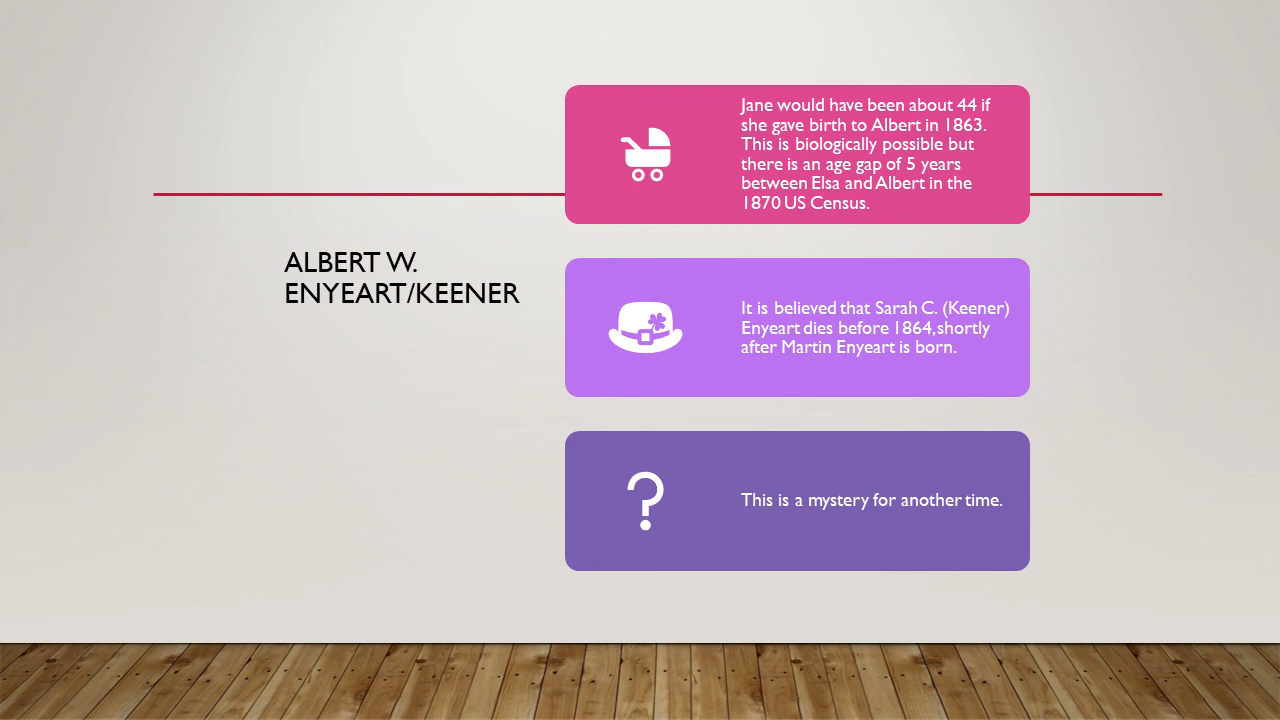 ALBERT W.
ENYEART/KEENER
Jane would have been about 44 if
she gave birth to Albert in 1863.
This is biologically possible but
there is an age gap of 5 years
between Elsa and Albert in the
1870 US Census.
It is believed that Sarah C. (Keener)
Enyeart dies before 1864, shortly
after Martin Enyeart is born.
This is a mystery for another time.